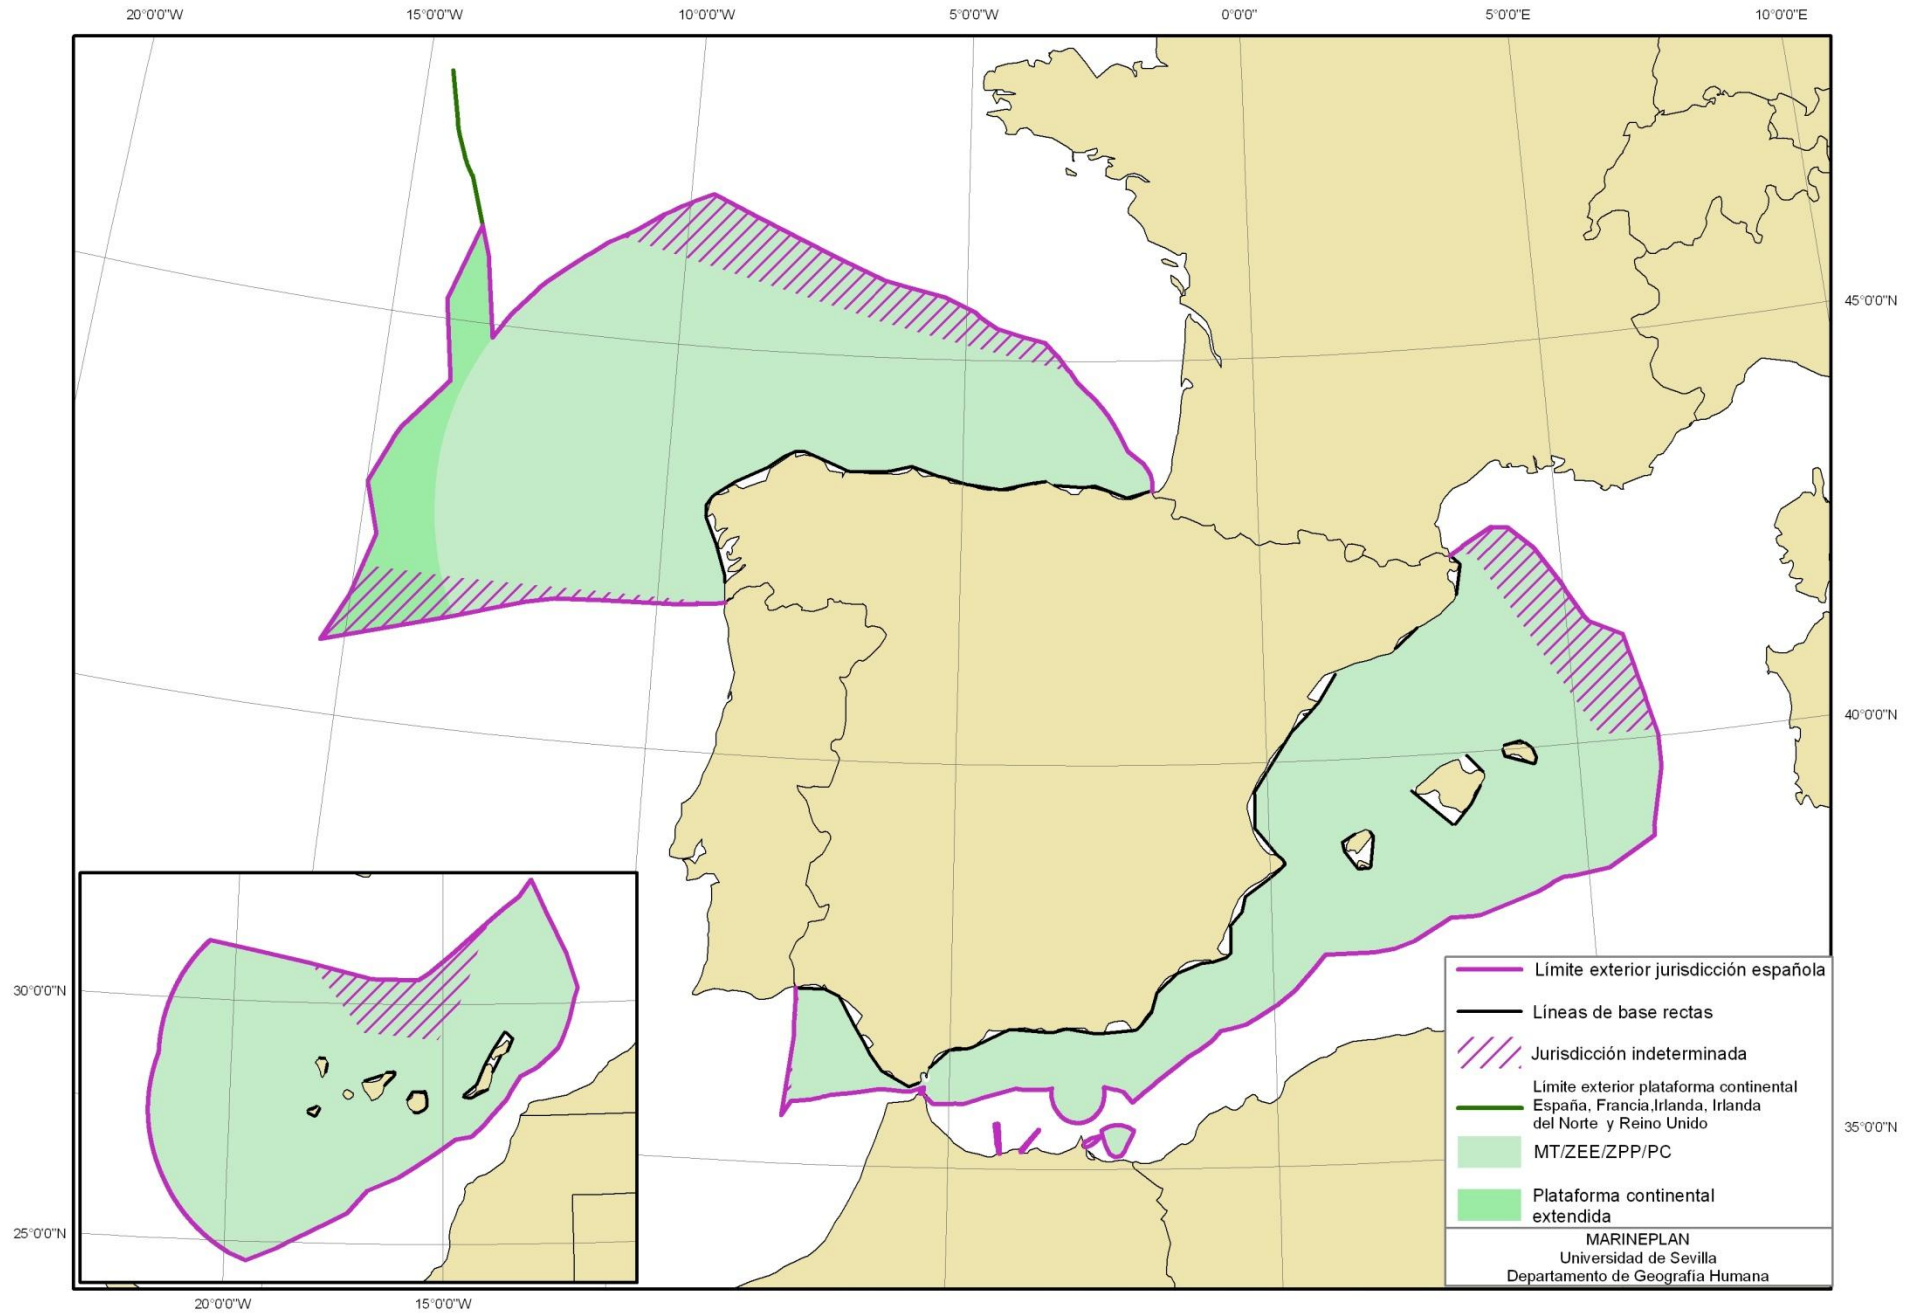 20°0'0"W 15°0'0"W 10°0'0"W 5°0'0"W 0°0'0" 5°0'0"E 10°0'0"E
45°0'0"N
40°0'0"N
Límite exterior jurisdicción española
30°0'0"N
Líneas de base rectas
Jurisdicción indeterminada
Límite exterior plataforma continental
España, Francia,Irlanda, Irlanda
del Norte y Reino Unido
35°0'0"N
MT/ZEE/ZPP/PC
Plataforma continental
extendida
25°0'0"N
MARINEPLAN
Universidad de Sevilla
Departamento de Geografía Humana
20°0'0"W 15°0'0"W